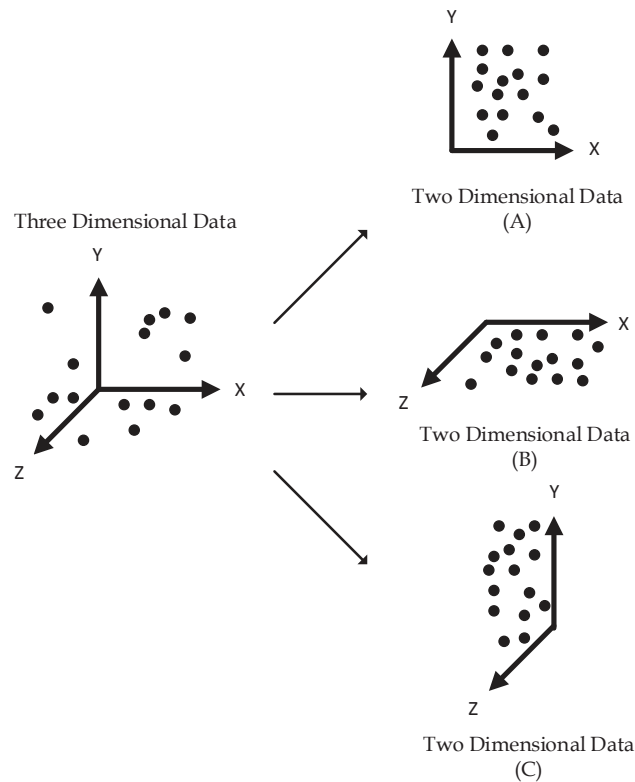 Three Dimensional Data
Y
X
Z
Y
X
Two Dimensional Data
(A)
X
Z
Two Dimensional Data
(B)
Y
Z
Two Dimensional Data
(C)